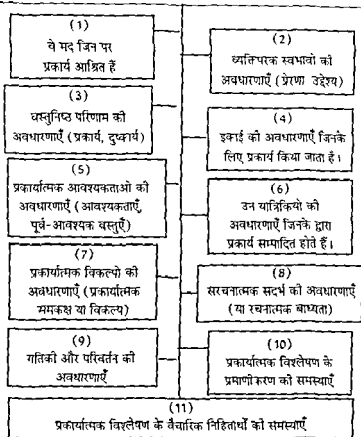 (1)
वे मद जिन पर
प्रकार्य आश्रित हैं
(2)
व्यक्तिपरक स्वभावों की
अवधारणाएँ (प्रेरणा उद्देश्य)
(3)
वस्तुनिष्ठ परिणाम की
अवधारणाएँ (प्रकार्य, दुष्कार्य)
(4)
इकाई की अवधारणाएँ जिनके
लिए प्रकार्य किया जाता है।
(5)
प्रकार्यात्मक आवश्यकताओ की
अवधारणाएँ (आवश्यकताएँ,
पूर्व-आवश्यक वस्तुएँ)
(6)
उन यात्रिकियो की
अवधारणाएँ जिनके द्वारा
प्रकार्य सम्पादित होते हैं।
(7)
प्रकार्यात्मक विकल्पो की
अवधारणाएँ (प्रकार्यात्मक
समकक्ष या विकल्प)
(8)
सरचनात्मक सदर्भ की अवधारणाएँ
(या रचनात्मक बाध्यता)
(9)
गतिकी और परिवर्तन की
अवधारणाएँ
(10)
प्रकार्यात्मक विश्लेषण के
प्रमाणीकरण की समस्याएँ
(11)
प्रकार्यात्मक विश्लेषण के वैचारिक निहितार्थो की समस्याएँ